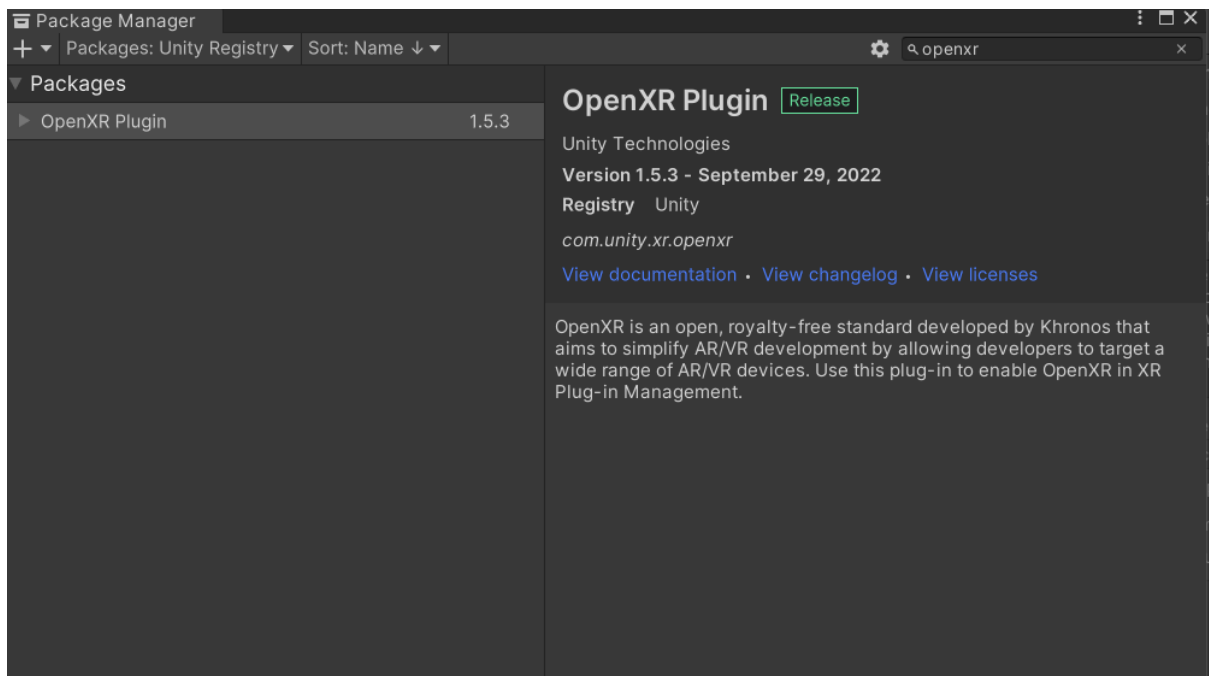 Package Manager
Packages: Unity Registry Sort: Name ↓ openxr
Packages
OpenXR Plugin 1.5.3
OpenXR Plugin Release
Unity Technologies
Version 1.5.3 - September 29, 2022
Registry Unity
com.unity.xr.openxr
View documentation • View changelog • View licenses
OpenXR is an open, royalty-free standard developed by Khronos that
aims to simplify AR/VR development by allowing developers to target a
wide range of AR/VR devices. Use this plug-in to enable OpenXR in XR
Plug-in Management.